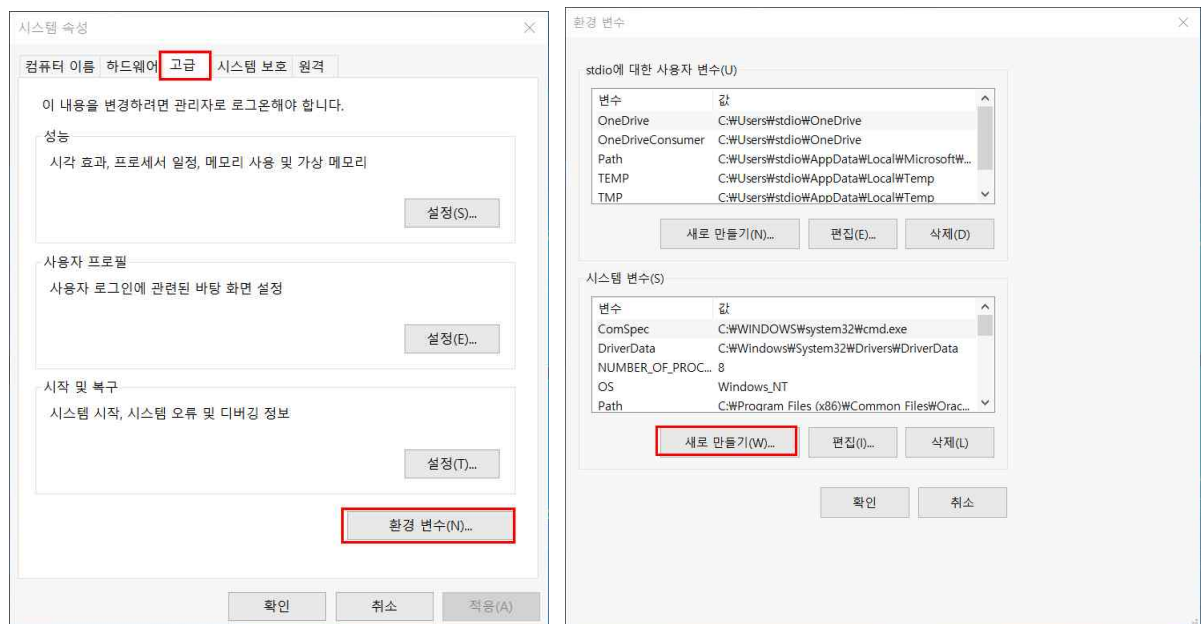 시스템 속성
컴퓨터 이름 하드웨어 고급 시스템 보호 원격
이 내용을 변경하려면 관리자로 로그온해야 합니다.
성능
시각 효과, 프로세서 일정, 메모리 사용 및 가상 메모리
설정(S)...
사용자 프로필
사용자 로그인에 관련된 바탕 화면 설정
설정(E)...
시작 및 복구
시스템 시작, 시스템 오류 및 디버깅 정보
설정(T)...
환경 변수(N)...
확인 취소 적용(A)
환경 변수
stdio에 대한 사용자 변수(U)
변수 값
OneDrive C:₩Users₩stdio₩OneDrive
OneDriveConsumer C:₩Users₩stdio₩OneDrive
Path C:₩Users₩stdio₩AppData₩Local₩Microsoft₩...
TEMP C:₩Users₩stdio₩AppData₩Local₩Temp
TMP C:₩Users₩stdio₩AppData₩Local₩Temp
새로 만들기(N)... 편집(E)... 삭제(D)
시스템 변수(S)
변수 값
ComSpec C:₩WINDOWS₩system32₩cmd.exe
DriverData C:₩Windows₩System32₩Drivers₩DriverData
NUMBER_OF_PROC... 8
OS Windows_NT
Path C:₩Program Files (x86)₩Common Files₩Orac...
새로 만들기(W)... 편집(I)... 삭제(L)
확인 취소